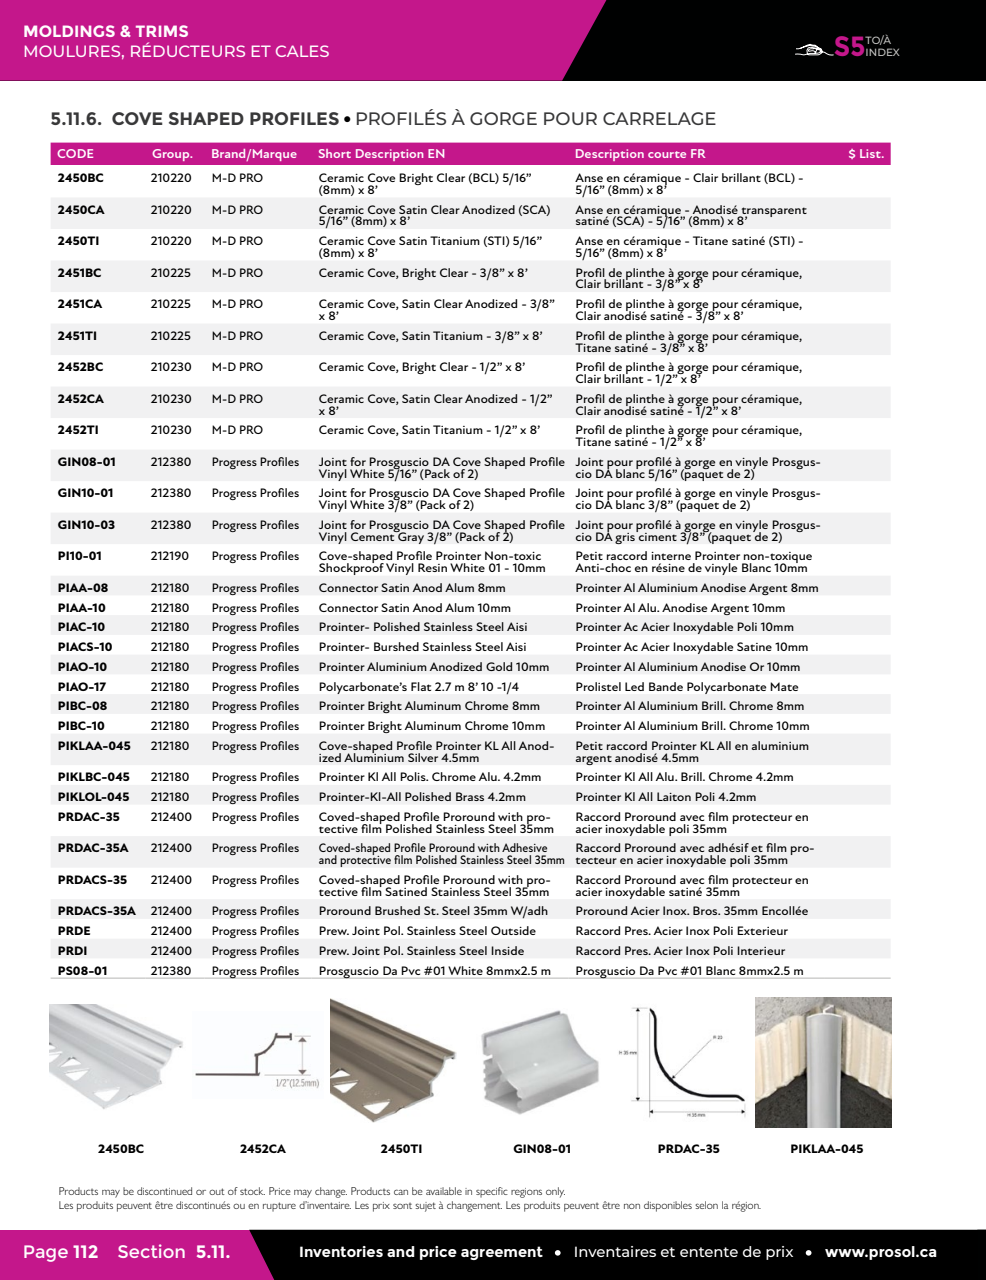 MOLDINGS & TRIMS
MOULURES, RÉDUCTEURS ET CALES
S5 TO/À INDEX
5.11.6. COVE SHAPED PROFILES • PROFILÉS À GORGE POUR CARRELAGE
CODE Group. Brand/Marque Short Description EN Description courte FR $ List.
2450BC 210220 M-D PRO Ceramic Cove Bright Clear (BCL) 5/16” Anse en céramique - Clair brillant (BCL) -
(8mm) x 8’ 5/16” (8mm) x 8’
2450CA 210220 M-D PRO Ceramic Cove Satin Clear Anodized (SCA) Anse en céramique - Anodisé transparent
5/16” (8mm) x 8’ satiné (SCA) - 5/16” (8mm) x 8’
2450TI 210220 M-D PRO Ceramic Cove Satin Titanium (STI) 5/16” Anse en céramique - Titane satiné (STI) -
(8mm) x 8’ 5/16” (8mm) x 8’
2451BC 210225 M-D PRO Ceramic Cove, Bright Clear - 3/8” x 8’ Profil de plinthe à gorge pour céramique,
Clair brillant - 3/8” x 8’
2451CA 210225 M-D PRO Ceramic Cove, Satin Clear Anodized - 3/8” Profil de plinthe à gorge pour céramique,
x 8’ Clair anodisé satiné - 3/8” x 8’
2451TI 210225 M-D PRO Ceramic Cove, Satin Titanium - 3/8” x 8’ Profil de plinthe à gorge pour céramique,
Titane satiné - 3/8” x 8’
2452BC 210230 M-D PRO Ceramic Cove, Bright Clear - 1/2” x 8’ Profil de plinthe à gorge pour céramique,
Clair brillant - 1/2” x 8’
2452CA 210230 M-D PRO Ceramic Cove, Satin Clear Anodized - 1/2” Profil de plinthe à gorge pour céramique,
x 8’ Clair anodisé satiné - 1/2” x 8’
2452TI 210230 M-D PRO Ceramic Cove, Satin Titanium - 1/2” x 8’ Profil de plinthe à gorge pour céramique,
Titane satiné - 1/2” x 8’
GIN08-01 212380 Progress Profiles Joint for Prosguscio DA Cove Shaped Profile Joint pour profilé à gorge en vinyle Prosgus-
Vinyl White 5/16” (Pack of 2) cio DA blanc 5/16” (paquet de 2)
GIN10-01 212380 Progress Profiles Joint for Prosguscio DA Cove Shaped Profile Joint pour profilé à gorge en vinyle Prosgus-
Vinyl White 3/8” (Pack of 2) cio DA blanc 3/8” (paquet de 2)
GIN10-03 212380 Progress Profiles Joint for Prosguscio DA Cove Shaped Profile Joint pour profilé à gorge en vinyle Prosgus-
Vinyl Cement Gray 3/8” (Pack of 2) cio DA gris ciment 3/8” (paquet de 2)
PI10-01 212190 Progress Profiles Cove-shaped Profile Prointer Non-toxic Petit raccord interne Prointer non-toxique
Shockproof Vinyl Resin White 01 - 10mm Anti-choc en résine de vinyle Blanc 10mm
PIAA-08 212180 Progress Profiles Connector Satin Anod Alum 8mm Prointer Al Aluminium Anodise Argent 8mm
PIAA-10 212180 Progress Profiles Connector Satin Anod Alum 10mm Prointer Al Alu. Anodise Argent 10mm
PIAC-10 212180 Progress Profiles Prointer- Polished Stainless Steel Aisi Prointer Ac Acier Inoxydable Poli 10mm
PIACS-10 212180 Progress Profiles Prointer- Burshed Stainless Steel Aisi Prointer Ac Acier Inoxydable Satine 10mm
PIAO-10 212180 Progress Profiles Prointer Aluminium Anodized Gold 10mm Prointer Al Aluminium Anodise Or 10mm
PIAO-17 212180 Progress Profiles Polycarbonate’s Flat 2.7 m 8’ 10 -1/4 Prolistel Led Bande Polycarbonate Mate
PIBC-08 212180 Progress Profiles Prointer Bright Aluminum Chrome 8mm Prointer Al Aluminium Brill. Chrome 8mm
PIBC-10 212180 Progress Profiles Prointer Bright Aluminum Chrome 10mm Prointer Al Aluminium Brill. Chrome 10mm
PIKLAA-045 212180 Progress Profiles Cove-shaped Profile Prointer KL All Anod- Petit raccord Prointer KL All en aluminium
ized Aluminium Silver 4.5mm argent anodisé 4.5mm
PIKLBC-045 212180 Progress Profiles Prointer Kl All Polis. Chrome Alu. 4.2mm Prointer Kl All Alu. Brill. Chrome 4.2mm
PIKLOL-045 212180 Progress Profiles Prointer-Kl-All Polished Brass 4.2mm Prointer Kl All Laiton Poli 4.2mm
PRDAC-35 212400 Progress Profiles Coved-shaped Profile Proround with pro- Raccord Proround avec film protecteur en
tective film Polished Stainless Steel 35mm acier inoxydable poli 35mm
PRDAC-35A 212400 Progress Profiles Coved-shaped Profile Proround with Adhesive Raccord Proround avec adhésif et film pro-
and protective film Polished Stainless Steel 35mm tecteur en acier inoxydable poli 35mm
PRDACS-35 212400 Progress Profiles Coved-shaped Profile Proround with pro- Raccord Proround avec film protecteur en
tective film Satined Stainless Steel 35mm acier inoxydable satiné 35mm
PRDACS-35A 212400 Progress Profiles Proround Brushed St. Steel 35mm W/adh Proround Acier Inox. Bros. 35mm Encollée
PRDE 212400 Progress Profiles Prew. Joint Pol. Stainless Steel Outside Raccord Pres. Acier Inox Poli Exterieur
PRDI 212400 Progress Profiles Prew. Joint Pol. Stainless Steel Inside Raccord Pres. Acier Inox Poli Interieur
PS08-01 212380 Progress Profiles Prosguscio Da Pvc #01 White 8mmx2.5 m Prosguscio Da Pvc #01 Blanc 8mmx2.5 m
1/2"(12.5mm)
H 35 mm
H 35 mm
2450BC 2452CA 2450TI GIN08-01 PRDAC-35 PIKLAA-045
Products may be discontinued or out of stock. Price may change. Products can be available in specific regions only.
Les produits peuvent être discontinués ou en rupture d’inventaire. Les prix sont sujet à changement. Les produits peuvent être non disponibles selon la région.
Page 112 Section 5.11. Inventories and price agreement • Inventaires et entente de prix • www.prosol.ca